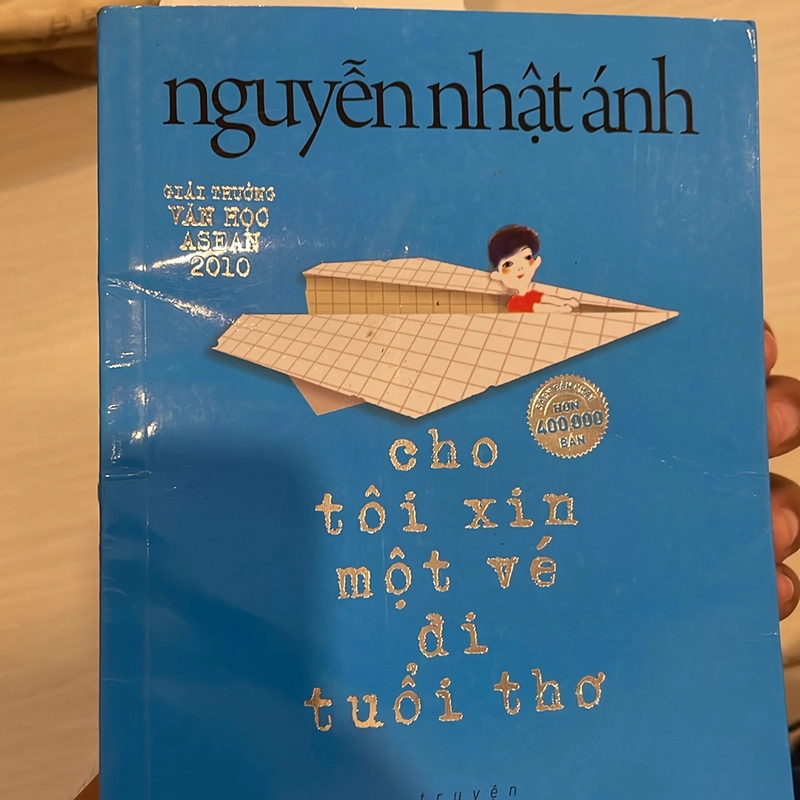 nguyễn nhật ánh
GIẢI THƯỞNG
VĂN HỌC
ASEAN
2010
HƠN
400.000
BẢN
cho
tôi xin
một vé
đi
tuổi thơ
truyện